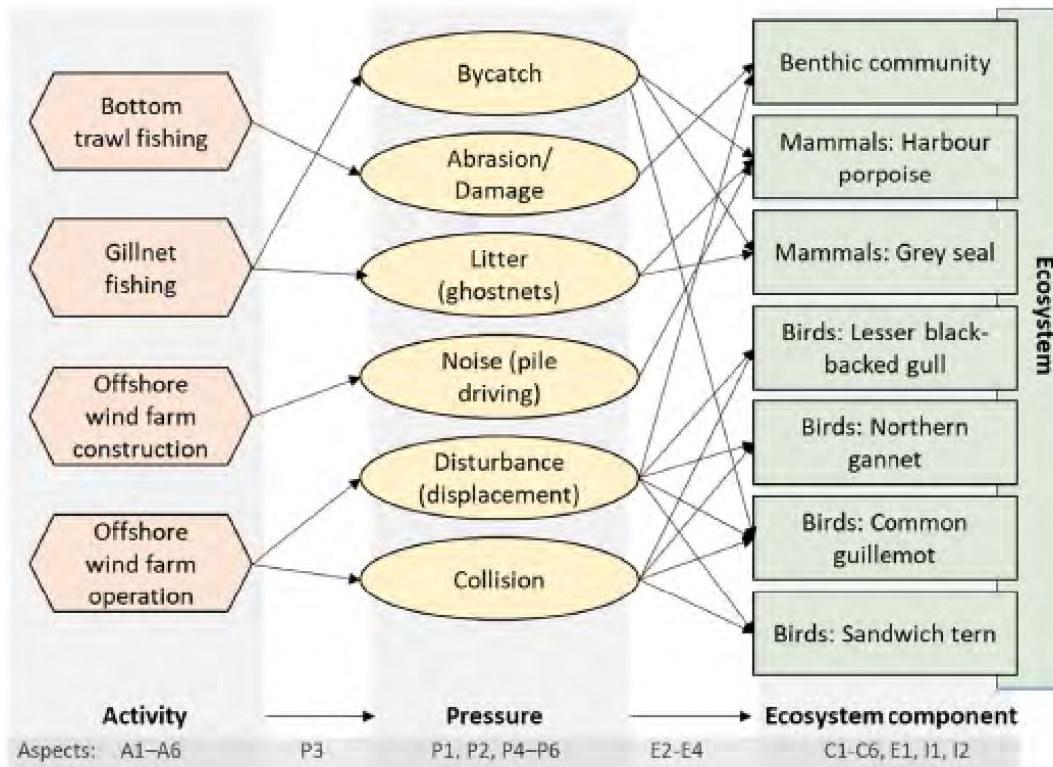 Bottom
trawl fishing
Gillnet
fishing
Offshore
wind farm
construction
Offshore
wind farm
operation
Bycatch
Abrasion/
Damage
Litter
(ghostnets)
Noise (pile
driving)
Disturbance
(displacement)
Collision
Benthic community
Mammals: Harbour
porpoise
Mammals: Grey seal
Birds: Lesser black-
backed gull
Birds: Northern
gannet
Birds: Common
guillemot
Birds: Sandwich tern
Ecosystem
Activity Pressure Ecosystem component
Aspects: A1–A6 P3 P1, P2, P4–P6 E2-E4 C1-C6, E1, I1, I2